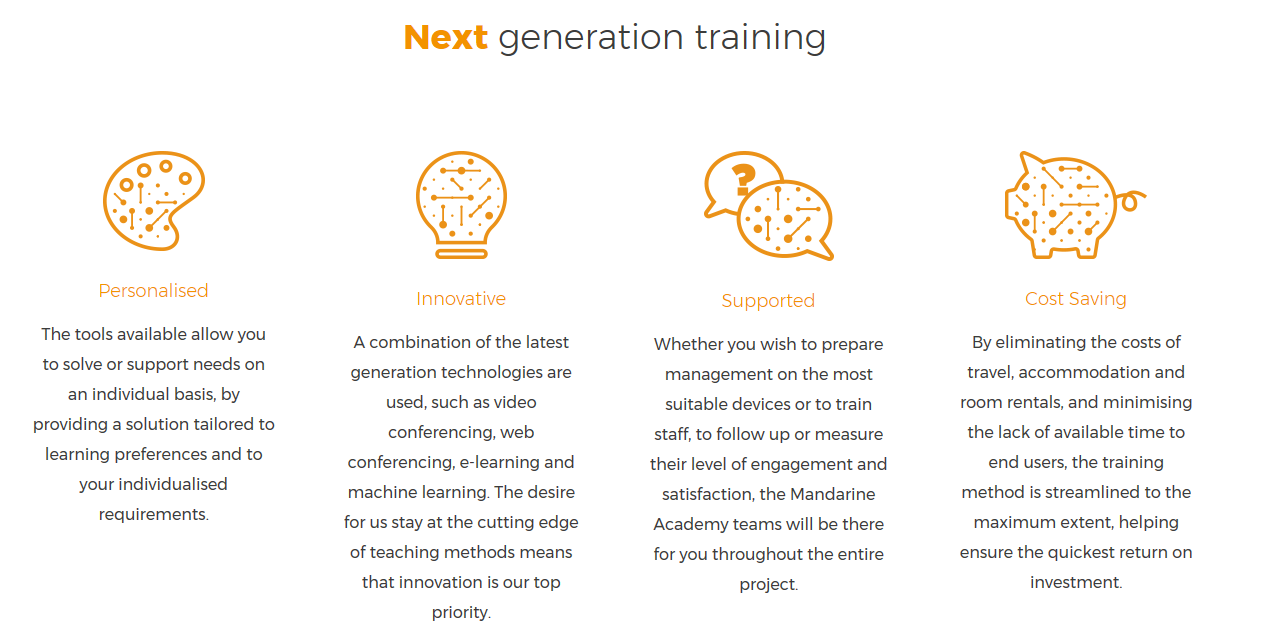 Next generation training
?
Personalised
The tools available allow you
to solve or support needs on
an individual basis, by
providing a solution tailored to
learning preferences and to
your individualised
requirements.
Innovative
A combination of the latest
generation technologies are
used, such as video
conferencing, web
conferencing, e-learning and
machine learning. The desire
for us stay at the cutting edge
of teaching methods means
that innovation is our top
priority.
Supported
Whether you wish to prepare
management on the most
suitable devices or to train
staff, to follow up or measure
their level of engagement and
satisfaction, the Mandarine
Academy teams will be there
for you throughout the entire
project.
Cost Saving
By eliminating the costs of
travel, accommodation and
room rentals, and minimising
the lack of available time to
end users, the training
method is streamlined to the
maximum extent, helping
ensure the quickest return on
investment.